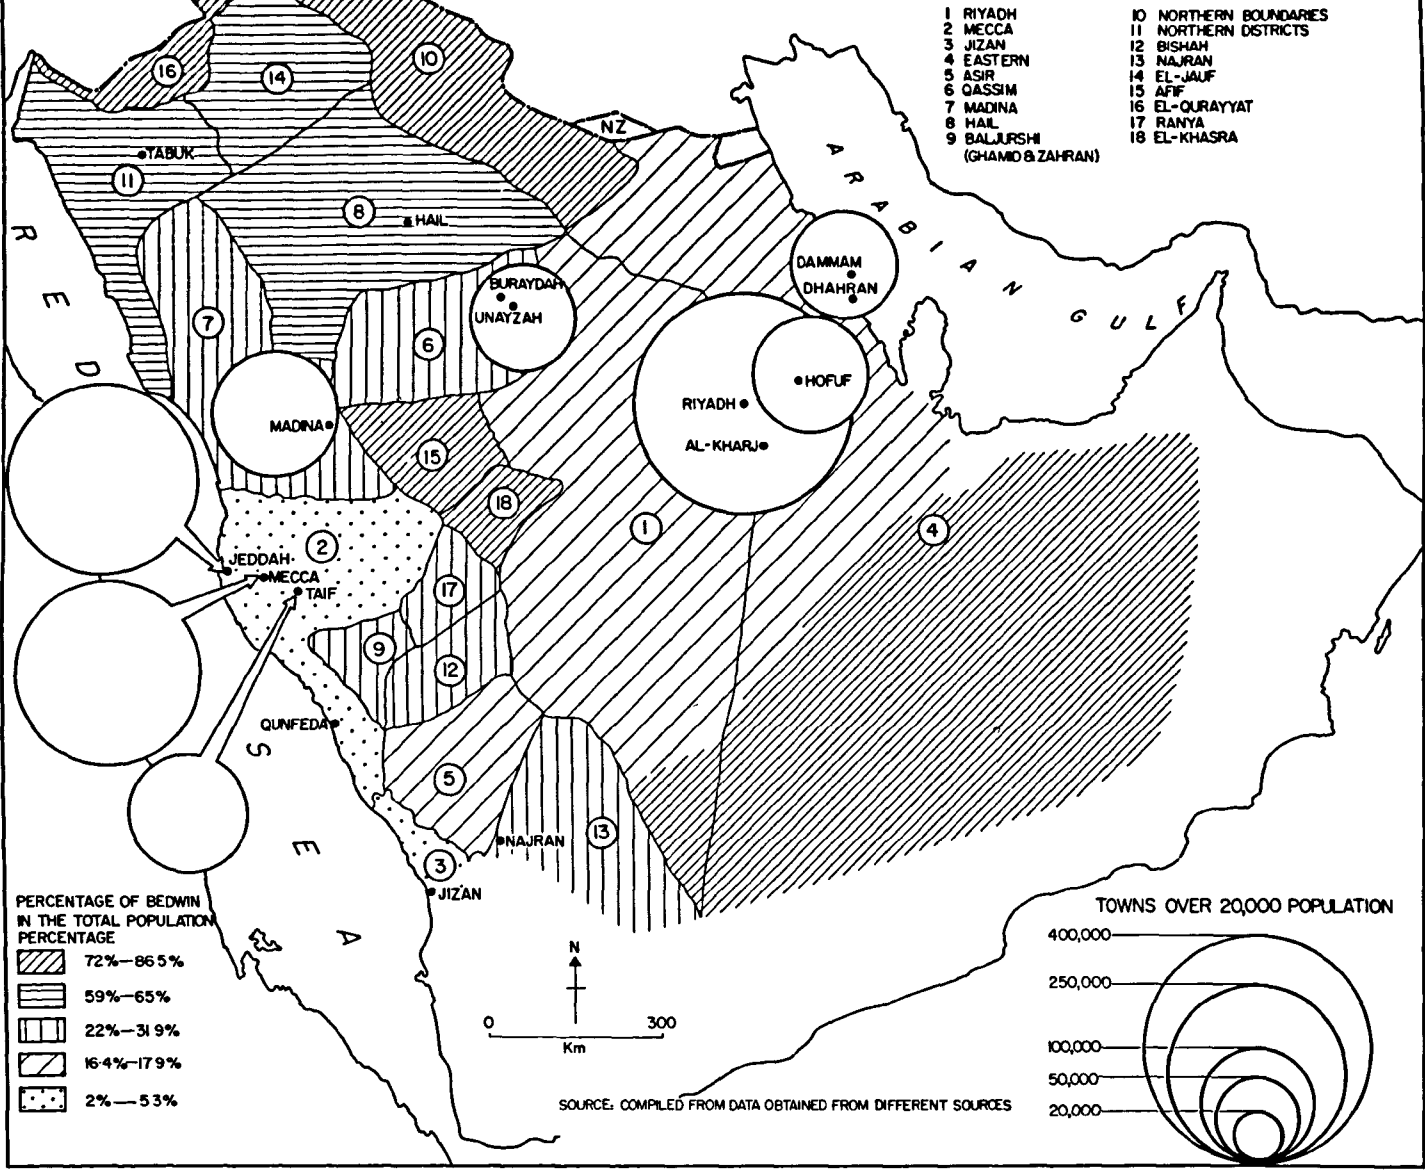 1 RIYADH
2 MECCA
3 JIZAN
4 EASTERN
5 ASIR
6 QASSIM
7 MADINA
8 HAIL
9 BALJURSHI
(GHAMID & ZAHRAN)
10 NORTHERN BOUNDARIES
11 NORTHERN DISTRICTS
12 BISHAH
13 NAJRAN
14 EL-JAUF
15 AFIF
16 EL-QURAYYAT
17 RANYA
18 EL-KHASRA
16
14
10
NZ
TABUK
11
8
HAIL
ARABIAN GULF
RED SEA
DAMMAM
DHAHRAN
BURAYDAH
UNAYZAH
7
6
HOFUF
RIYADH
AL-KHARJ
MADINA
15
18
1
4
2
JEDDAH
MECCA
TAIF
17
9
12
QUNFEDA
5
13
NAJRAN
3
JIZAN
PERCENTAGE OF BEDWIN
IN THE TOTAL POPULATION
PERCENTAGE
72%-86 5%
59%-65%
22%-31 9%
16·4%-17 9%
2%-5 3%
N
0 300
Km
TOWNS OVER 20,000 POPULATION
400,000
250,000
100,000
50,000
20,000
SOURCE: COMPILED FROM DATA OBTAINED FROM DIFFERENT SOURCES